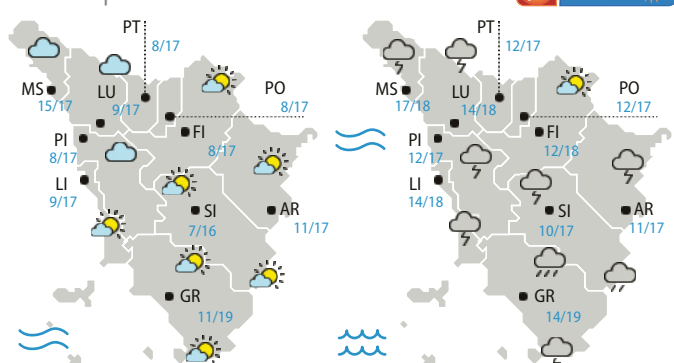 PT
8/17
MS
15/17
LU
9/17
PO
8/17
PI
8/17
FI
8/17
LI
9/17
SI
7/16
AR
11/17
GR
11/19
PT
12/17
MS
17/18
LU
14/18
PO
12/17
PI
12/17
FI
12/18
LI
14/18
SI
10/17
AR
11/17
GR
14/19